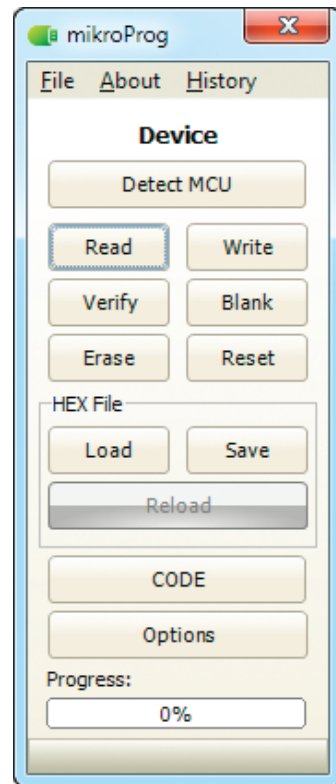 mikroProg
File About History
Device
Detect MCU
Read Write
Verify Blank
Erase Reset
HEX File
Load Save
Reload
CODE
Options
Progress:
0%